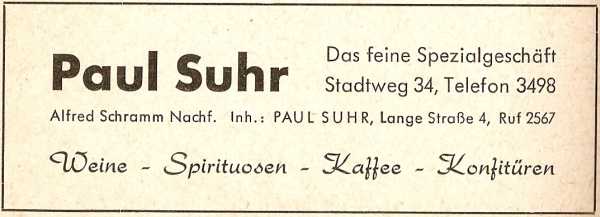 Paul Suhr
Das feine Spezialgeschäft
Stadtweg 34, Telefon 3498
Alfred Schramm Nachf. Inh.: PAUL SUHR, Lange Straße 4, Ruf 2567
Weine - Spirituosen - Kaffee - Konfitüren